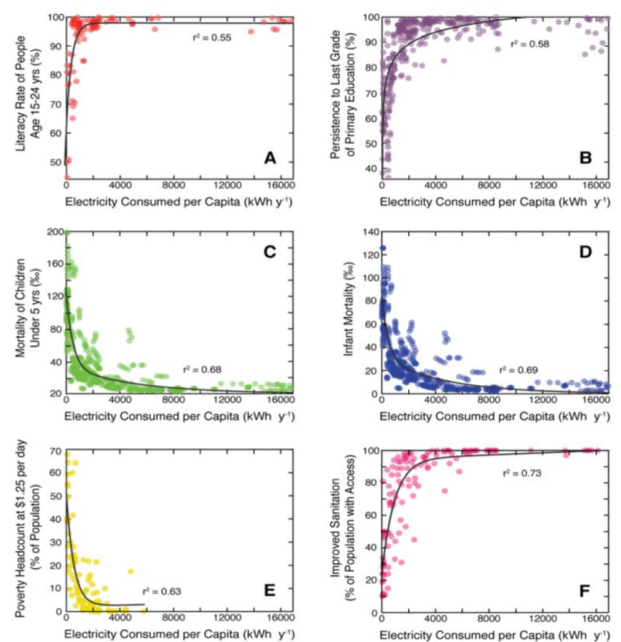 Literacy Rate of People
Age 15-24 yrs (%)
100
90
80
70
60
50
r² = 0.55
A
0 4000 8000 12000 16000
Electricity Consumed per Capita (kWh y⁻¹)
Persistence to Last Grade
of Primary Education (%)
100
90
80
70
60
50
40
r² = 0.58
B
0 4000 8000 12000 16000
Electricity Consumed per Capita (kWh y⁻¹)
Mortality of Children
Under 5 yrs (‰)
200
160
120
80
40
20
C
r² = 0.68
0 4000 8000 12000 16000
Electricity Consumed per Capita (kWh y⁻¹)
Infant Mortality (‰)
140
120
100
80
60
40
20
0
D
r² = 0.69
0 4000 8000 12000 16000
Electricity Consumed per Capita (kWh y⁻¹)
Poverty Headcount at $1.25 per day
(% of Population)
70
60
50
40
30
20
10
0
r² = 0.63
E
0 4000 8000 12000 16000
Electricity Consumed per Capita (kWh y⁻¹)
Improved Sanitation
(% of Population with Access)
100
80
60
40
20
0
r² = 0.73
F
0 4000 8000 12000 16000
Electricity Consumed per Capita (kWh y⁻¹)